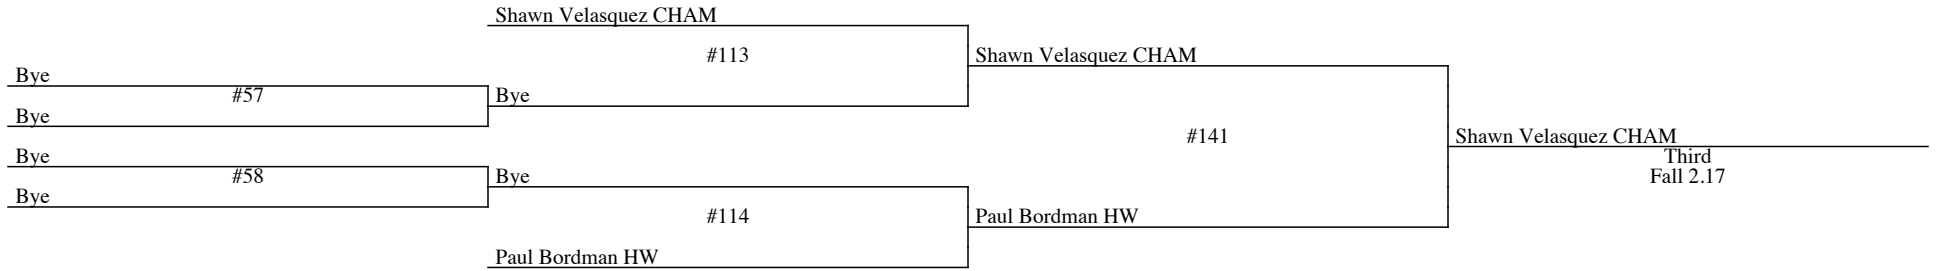 Shawn Velasquez CHAM
#113
Shawn Velasquez CHAM
Bye
#57
Bye
Bye
#141
Shawn Velasquez CHAM
Third
Fall 2.17
Bye
#58
Bye
Bye
#114
Paul Bordman HW
Paul Bordman HW